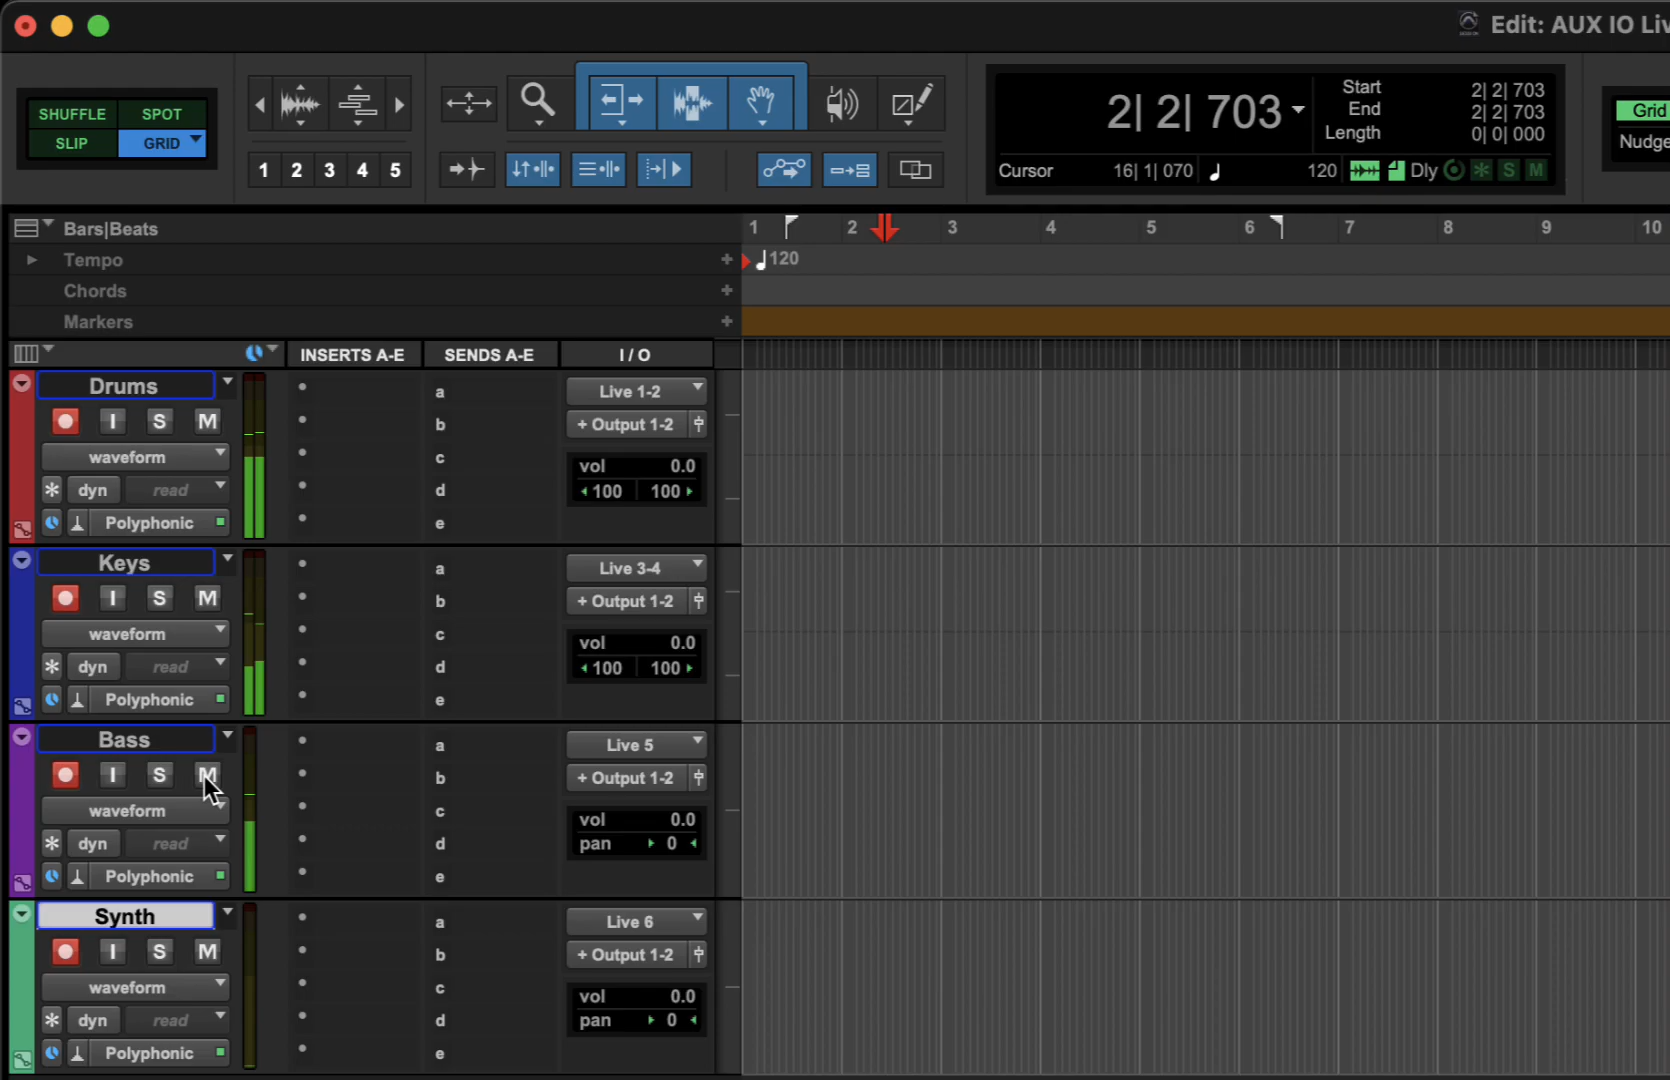 Edit: AUX IO Liv
SHUFFLE SPOT
SLIP GRID
1 2 3 4 5
2| 2| 703
Start 2| 2| 703
End 2| 2| 703
Length 0| 0| 000
Cursor 16| 1| 070 120 Dly S M
Grid
Nudge
Bars|Beats 1 2 3 4 5 6 7 8 9 10
Tempo + 120
Chords +
Markers +
INSERTS A-E SENDS A-E I / O
Drums a Live 1-2
I S M b + Output 1-2
waveform c vol 0.0
dyn read d 100 100
Polyphonic e
Keys a Live 3-4
I S M b + Output 1-2
waveform c vol 0.0
dyn read d 100 100
Polyphonic e
Bass a Live 5
I S M b + Output 1-2
waveform c vol 0.0
dyn read d pan 0
Polyphonic e
Synth a Live 6
I S M b + Output 1-2
waveform c vol 0.0
dyn read d pan 0
Polyphonic e